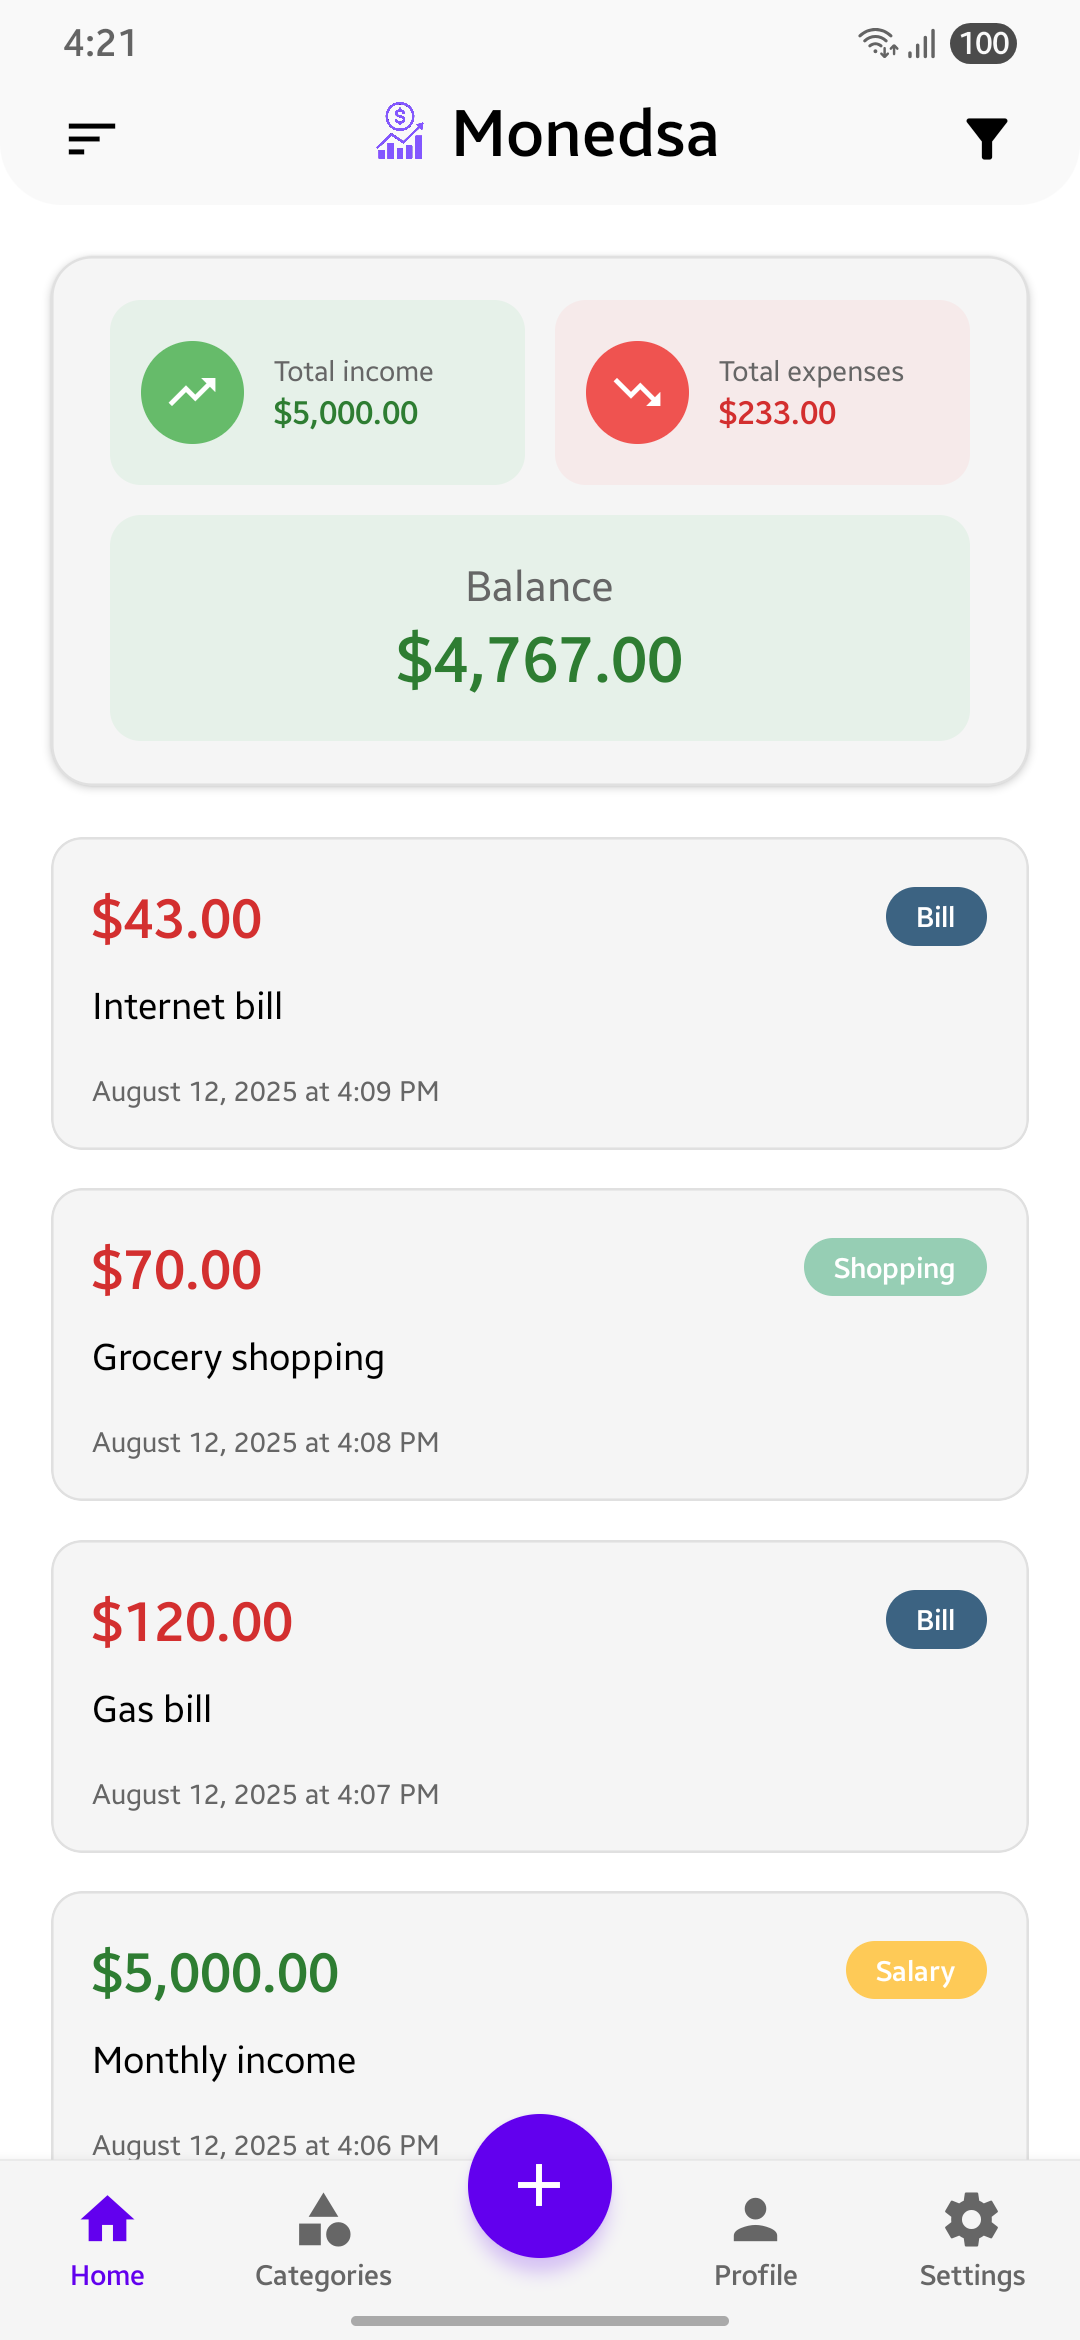 4:21
100
Monedsa
Total income
$5,000.00
Total expenses
$233.00
Balance
$4,767.00
$43.00
Bill
Internet bill
August 12, 2025 at 4:09 PM
$70.00
Shopping
Grocery shopping
August 12, 2025 at 4:08 PM
$120.00
Bill
Gas bill
August 12, 2025 at 4:07 PM
$5,000.00
Salary
Monthly income
August 12, 2025 at 4:06 PM
Home
Categories
Profile
Settings